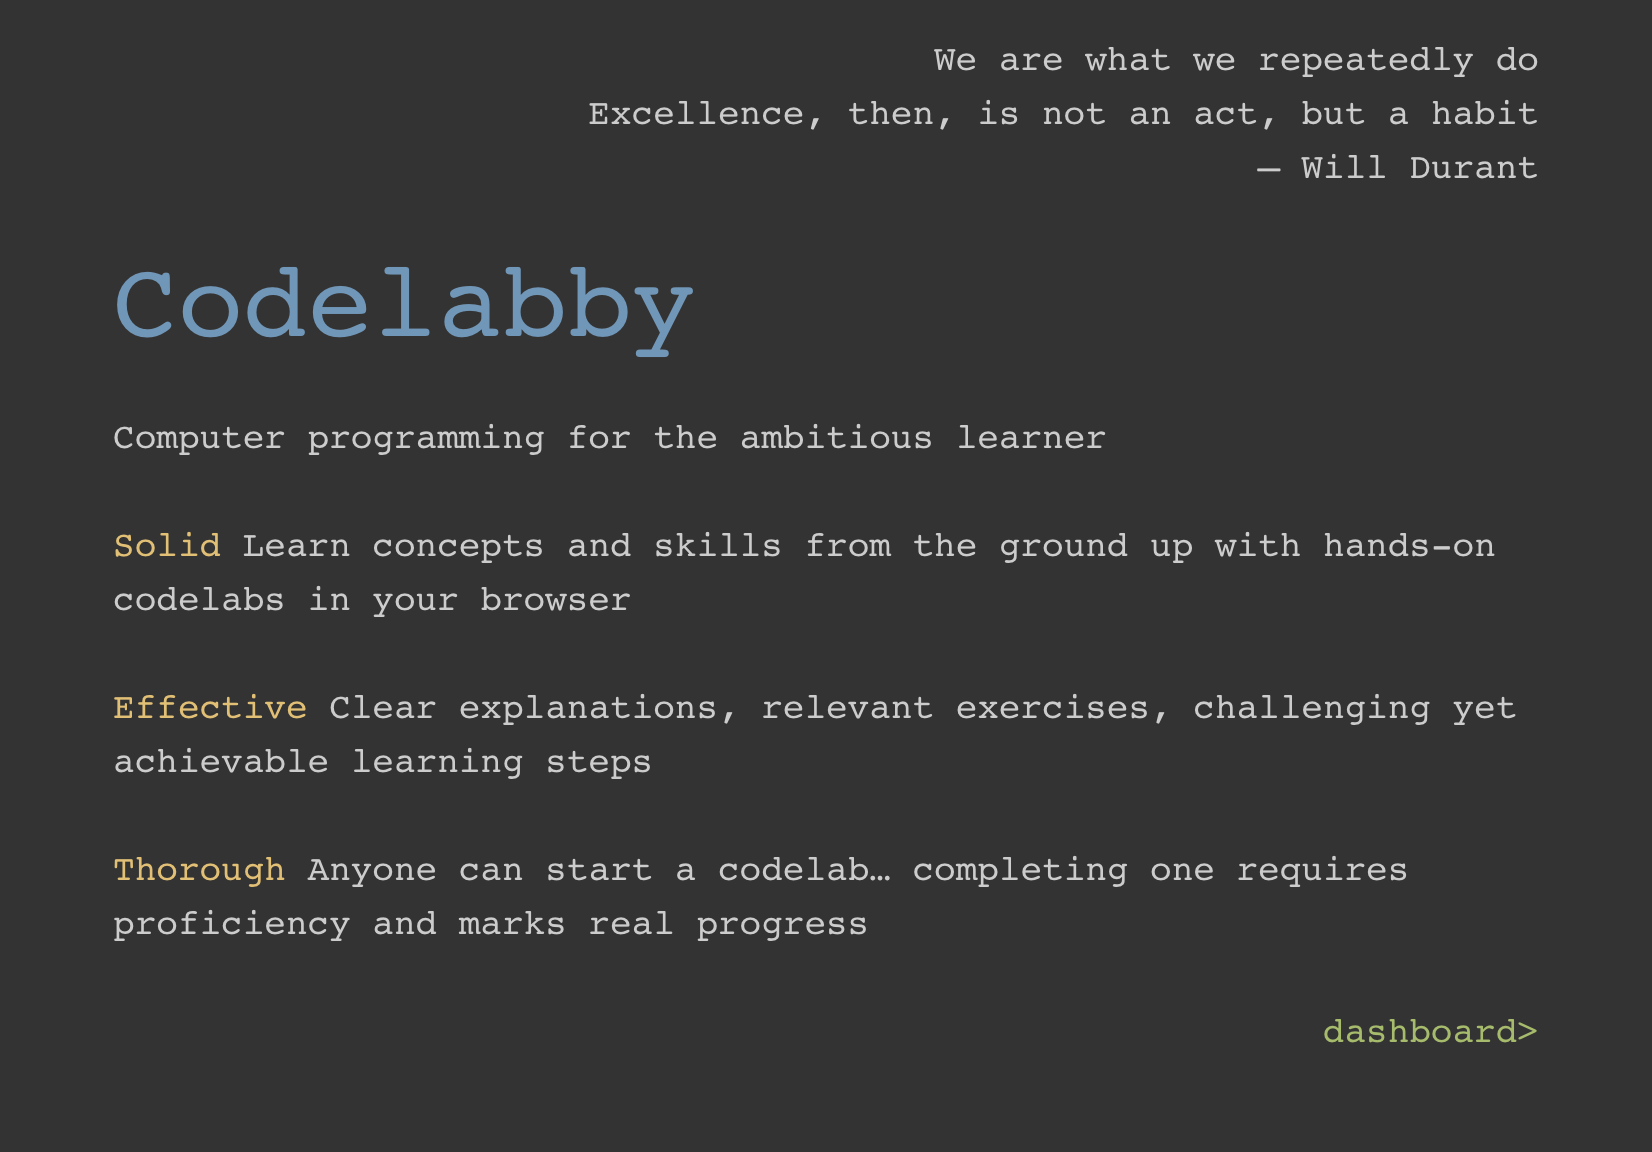 We are what we repeatedly do
Excellence, then, is not an act, but a habit
— Will Durant
Codelabby
Computer programming for the ambitious learner
Solid Learn concepts and skills from the ground up with hands-on
codelabs in your browser
Effective Clear explanations, relevant exercises, challenging yet
achievable learning steps
Thorough Anyone can start a codelab… completing one requires
proficiency and marks real progress
dashboard>